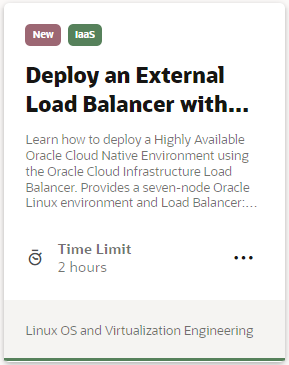 New IaaS
Deploy an External
Load Balancer with...
Learn how to deploy a Highly Available
Oracle Cloud Native Environment using
the Oracle Cloud Infrastructure Load
Balancer. Provides a seven-node Oracle
Linux environment and Load Balancer:...
Time Limit
2 hours
Linux OS and Virtualization Engineering